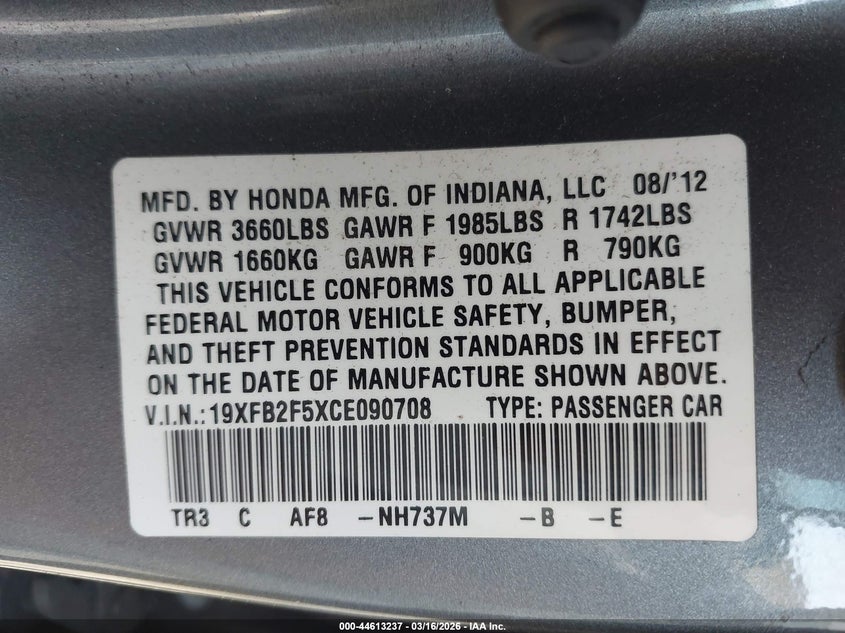 MFD. BY HONDA MFG. OF INDIANA, LLC 08/'12
GVWR 3660LBS GAWR F 1985LBS R 1742LBS
GVWR 1660KG GAWR F 900KG R 790KG
THIS VEHICLE CONFORMS TO ALL APPLICABLE
FEDERAL MOTOR VEHICLE SAFETY, BUMPER,
AND THEFT PREVENTION STANDARDS IN EFFECT
ON THE DATE OF MANUFACTURE SHOWN ABOVE.
V.I.N.:19XFB2F5XCE090708 TYPE: PASSENGER CAR
TR3 C AF8 -NH737M -B -E
000-44613237 - 03/16/2026 - IAA Inc.